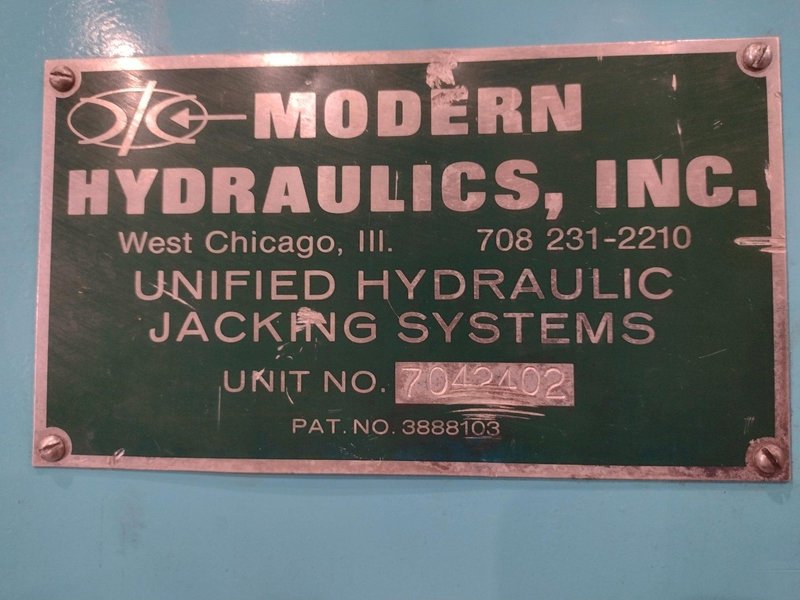 MODERN
HYDRAULICS, INC.
West Chicago, Ill. 708 231-2210
UNIFIED HYDRAULIC
JACKING SYSTEMS
UNIT NO. 7042402
PAT. NO. 3888103